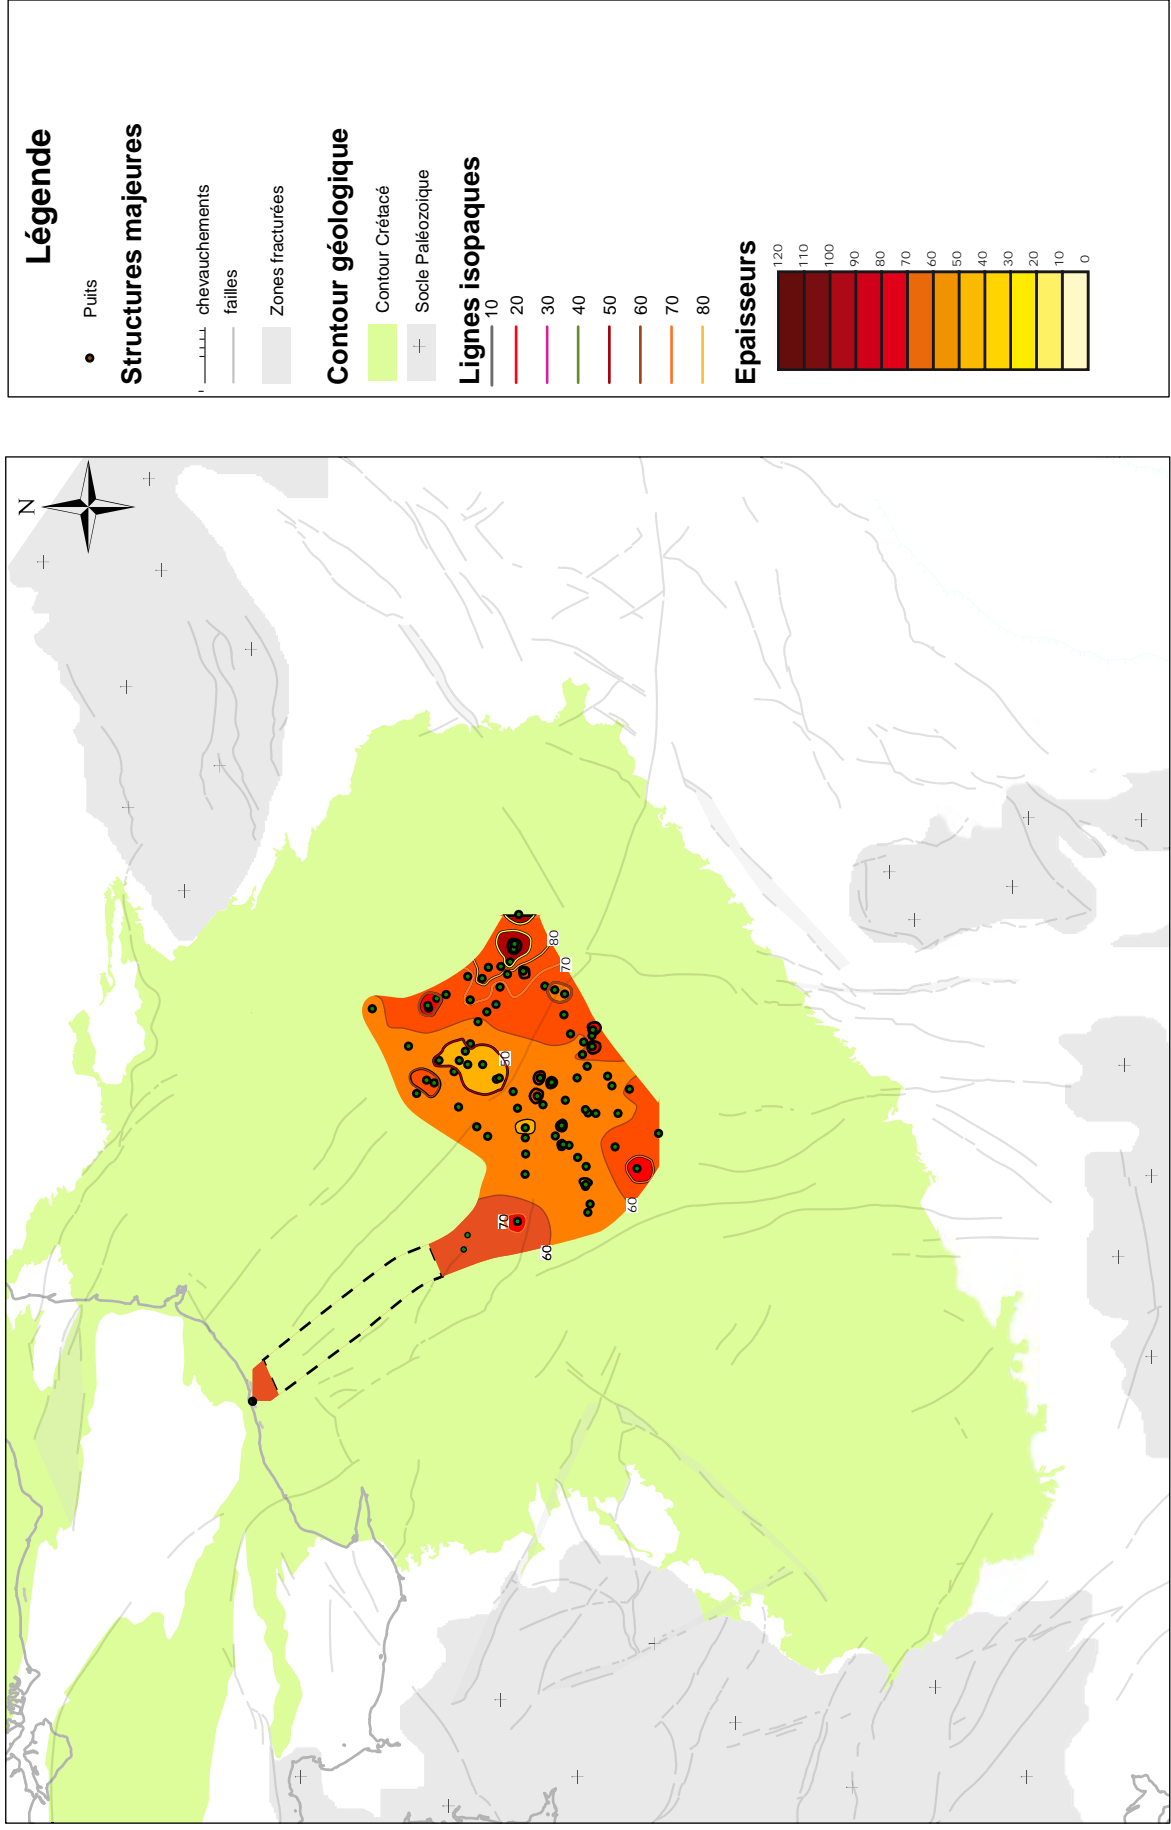 Légende
Puits
Structures majeures
chevauchements
failles
Zones fracturées
Contour géologique
Contour Crétacé
Socle Paléozoique
Lignes isopaques
10
20
30
40
50
60
70
80
Epaisseurs
120
110
100
90
80
70
60
50
40
30
20
10
0
N
80
70
50
70
60
60